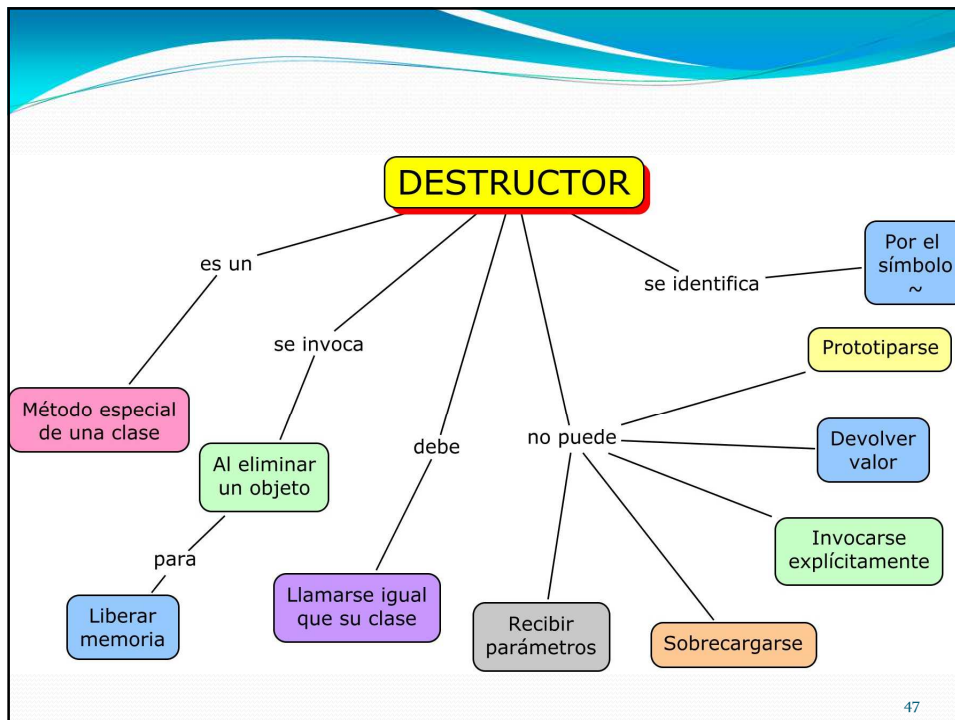 DESTRUCTOR
es un
Método especial
de una clase
se invoca
Al eliminar
un objeto
para
Liberar
memoria
debe
Llamarse igual
que su clase
no puede
Recibir
parámetros
Sobrecargarse
Invocarse
explícitamente
Devolver
valor
Prototiparse
se identifica
Por el
símbolo
~
47